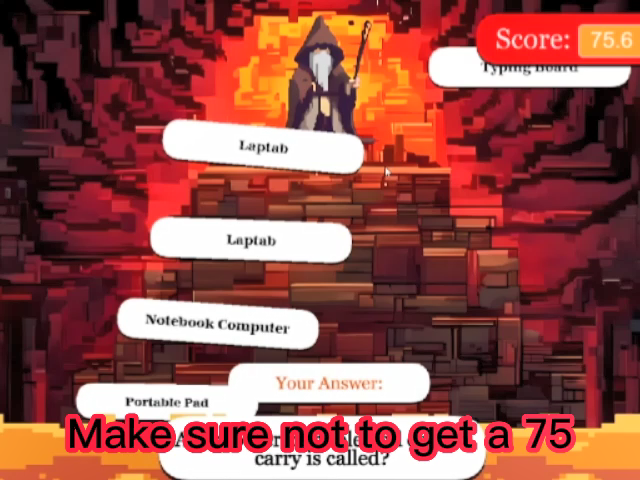 Score: 75.6
Typing Board
Laptab
Laptab
Notebook Computer
Your Answer:
Portable Pad
Make sure not to get a 75
carry is called?